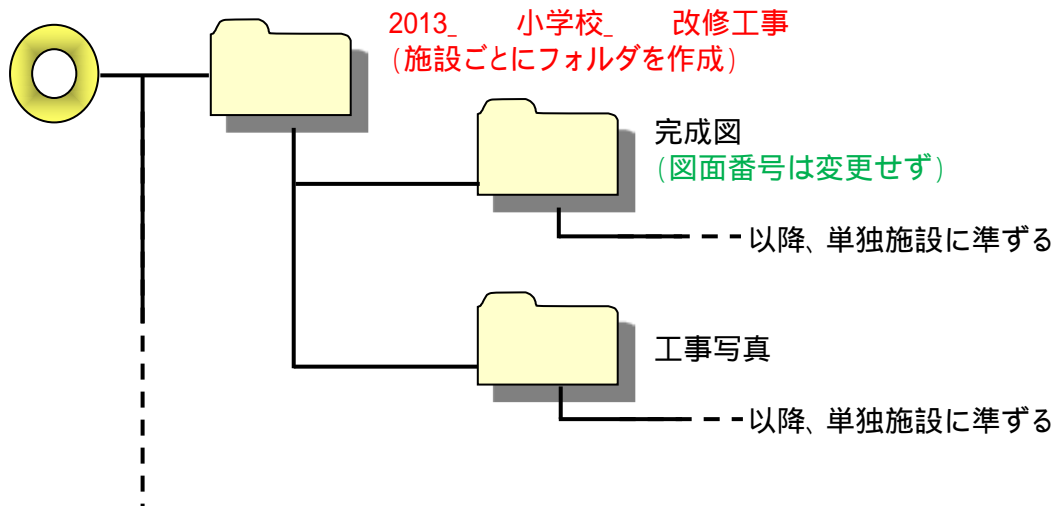 2013_　　小学校_　　改修工事
(施設ごとにフォルダを作成)
完成図
(図面番号は変更せず)
以降、単独施設に準ずる
工事写真
以降、単独施設に準ずる